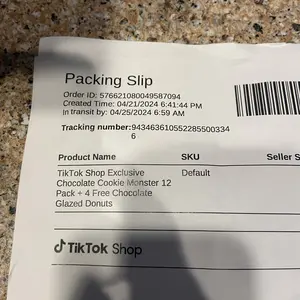 Packing Slip
Order ID: 576621080049587094
Created Time: 04/21/2024 6:41:44 PM
In transit by: 04/25/2024 6:59 AM
Tracking number:943463610552285500334
6
Product Name SKU Seller S
TikTok Shop Exclusive Default
Chocolate Cookie Monster 12
Pack + 4 Free Chocolate
Glazed Donuts
TikTok Shop